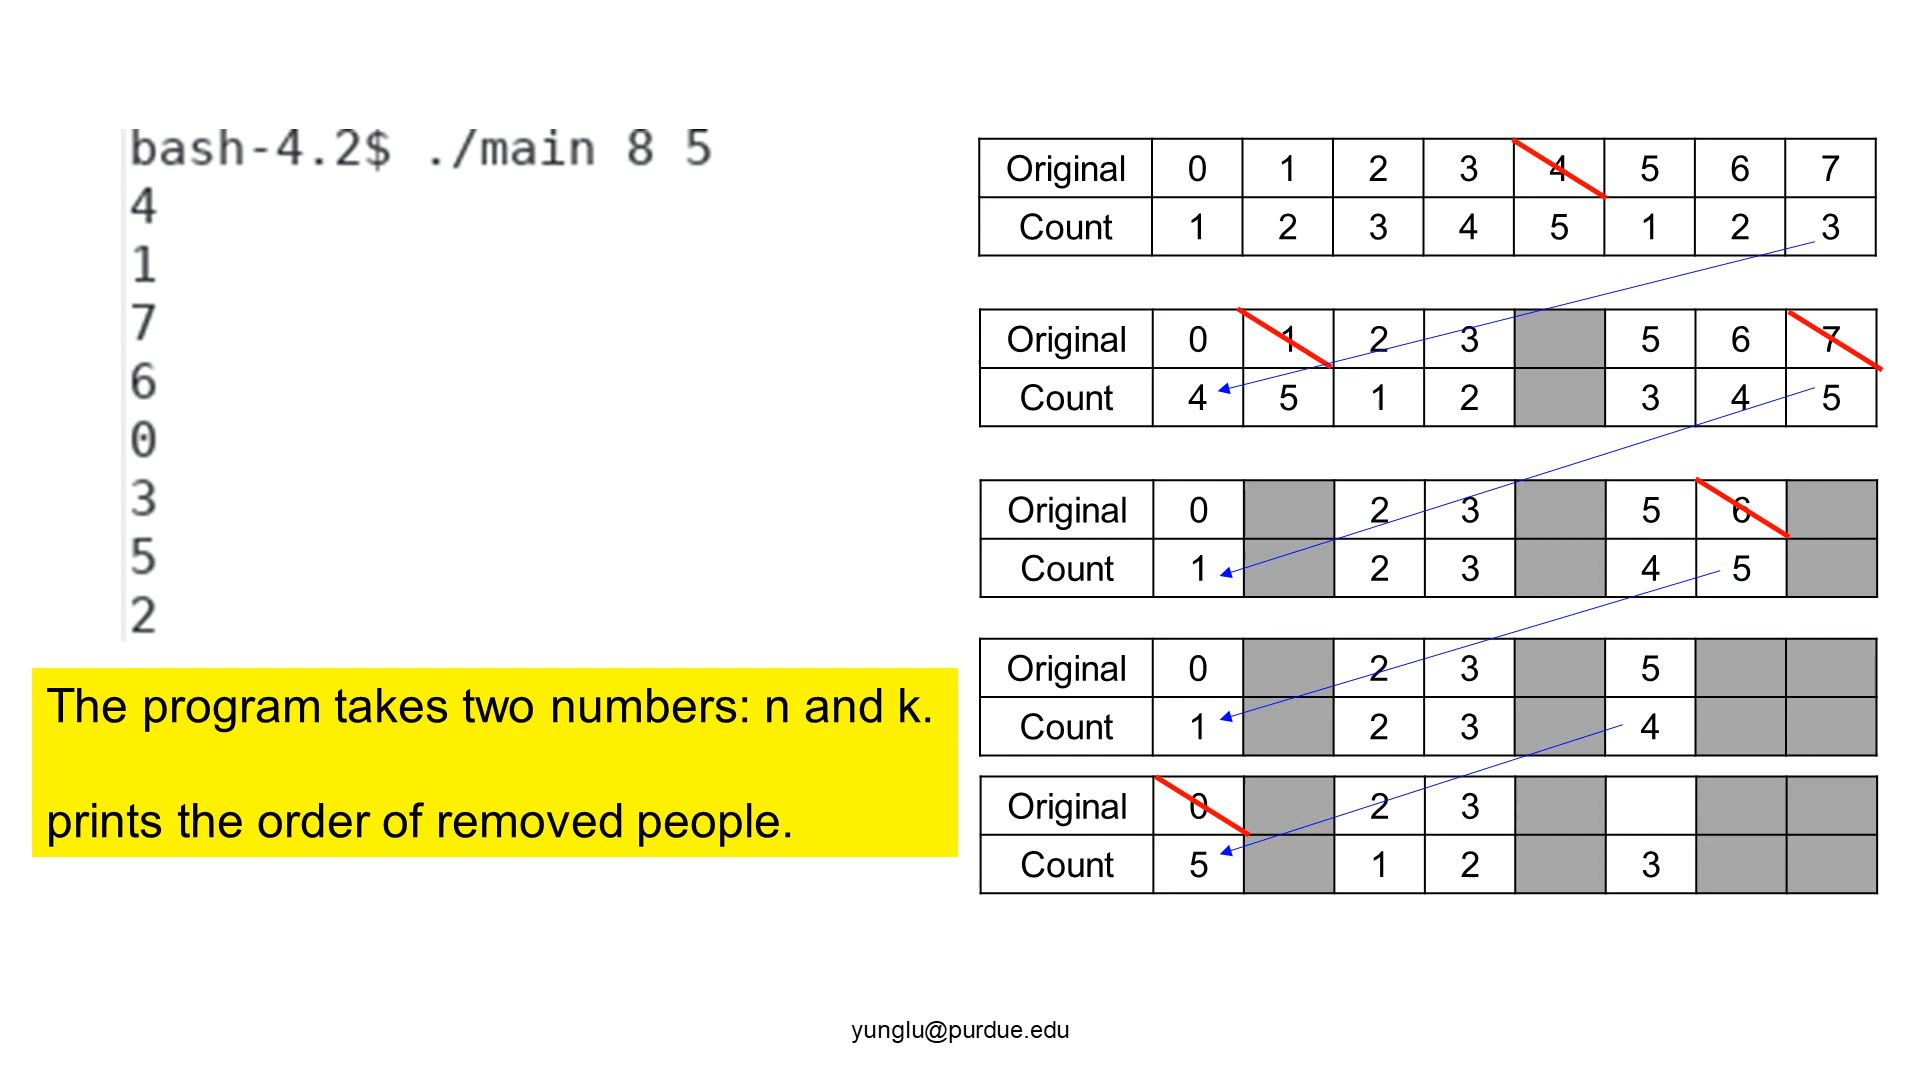 bash-4.2$ ./main 8 5
4
1
7
6
0
3
5
2
The program takes two numbers: n and k.
prints the order of removed people.
Original 0 1 2 3 4 5 6 7
Count 1 2 3 4 5 1 2 3
Original 0 1 2 3 5 6 7
Count 4 5 1 2 3 4 5
Original 0 2 3 5 6
Count 1 2 3 4 5
Original 0 2 3 5
Count 1 2 3 4
Original 0 2 3
Count 5 1 2 3
yunglu@purdue.edu